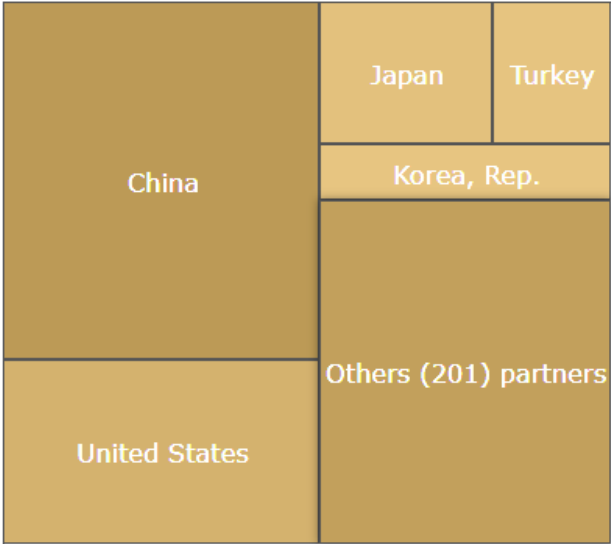 China
Japan
Turkey
Korea, Rep.
Others (201) partners
United States